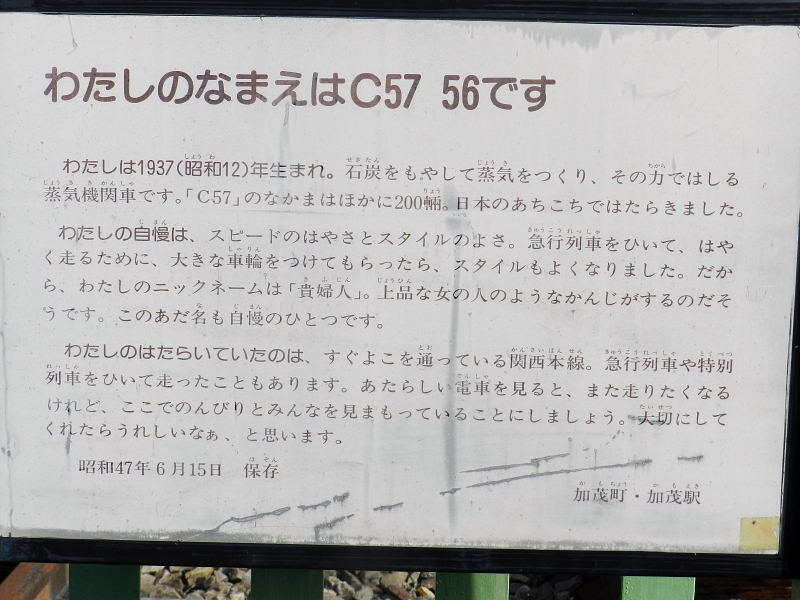 わたしのなまえはC57 56です
わたしは1937(昭和12)年生まれ。石炭をもやして蒸気をつくり、その力ではしる
蒸気機関車です。「C57」のなかまはほかに200輛。日本のあちこちではたらきました。
わたしの自慢は、スピードのはやさとスタイルのよさ。急行列車をひいて、はや
く走るために、大きな車輪をつけてもらったら、スタイルもよくなりました。だか
ら、わたしのニックネームは「貴婦人」。上品な女の人のようなかんじがするのだそ
うです。このあだ名も自慢のひとつです。
わたしのはたらいていたのは、すぐよこを通っている関西本線。急行列車や特別
列車をひいて走ったこともあります。あたらしい電車を見ると、また走りたくなる
けれど、ここでのんびりとみんなを見まもっていることにしましょう。大切にして
くれたらうれしいなぁ、と思います。
昭和47年6月15日 保存
加茂町・加茂駅